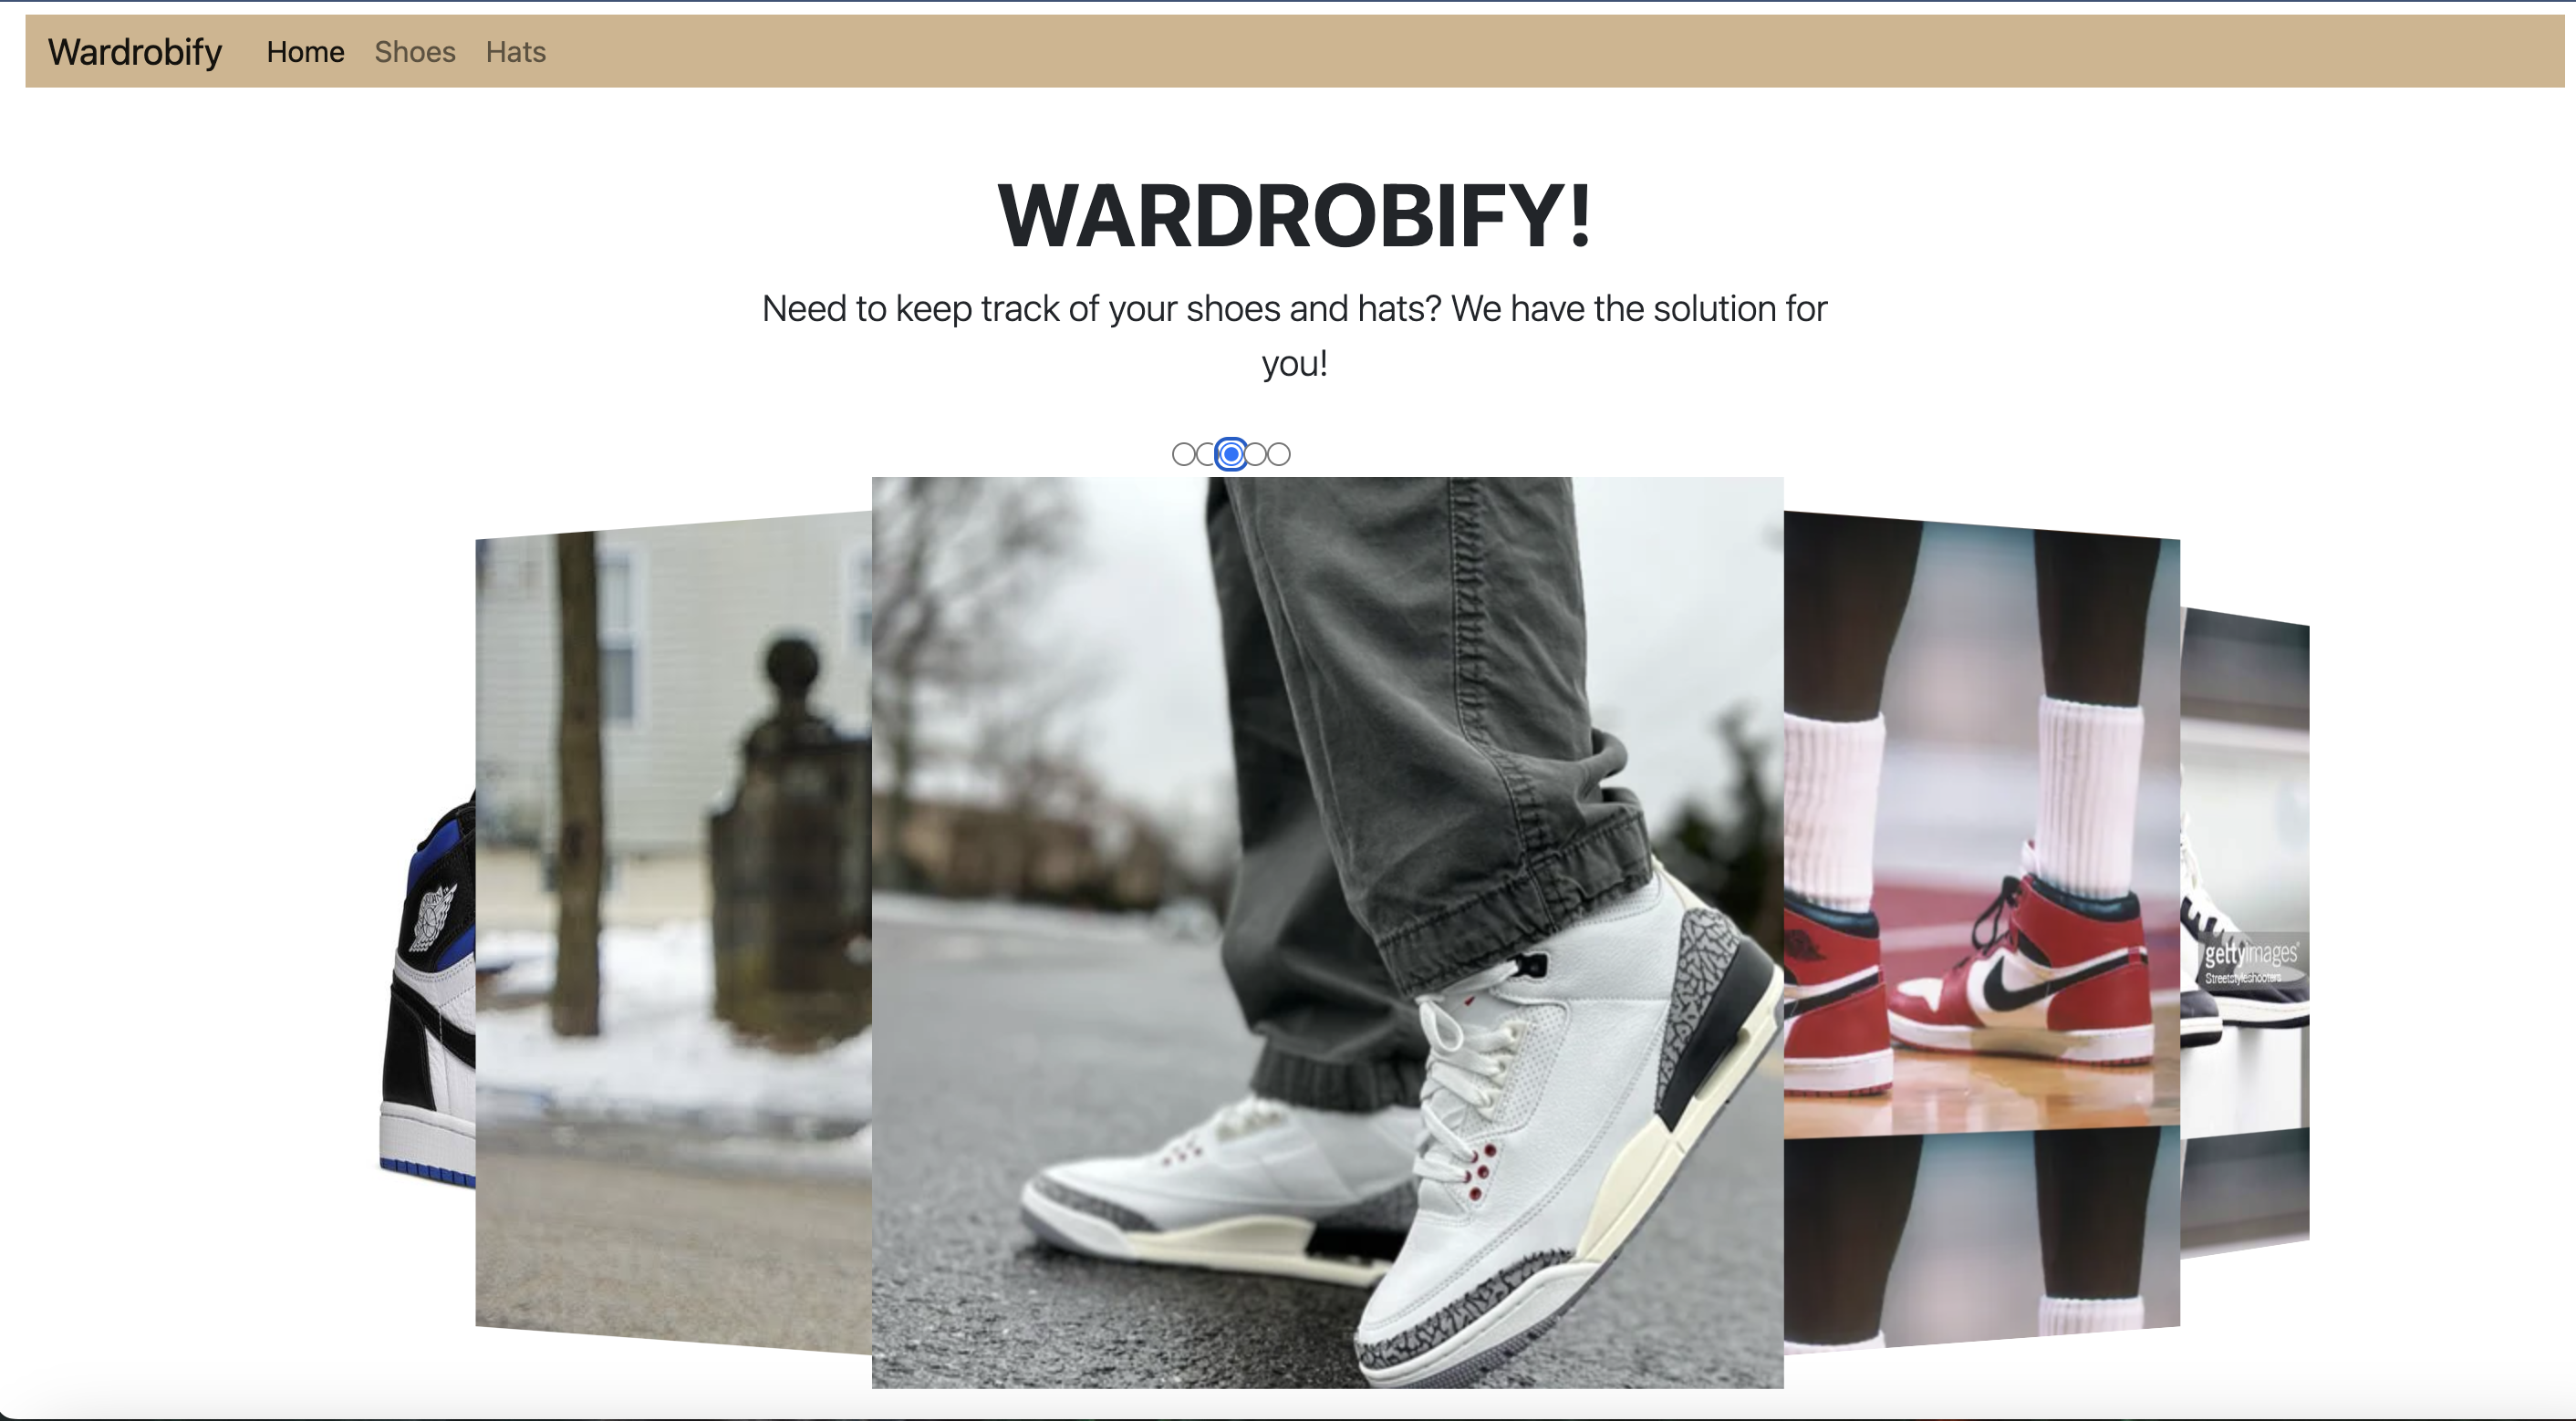 Wardrobify Home Shoes Hats
WARDROBIFY!
Need to keep track of your shoes and hats? We have the solution for
you!
gettyimages®
Streetstyleshooters